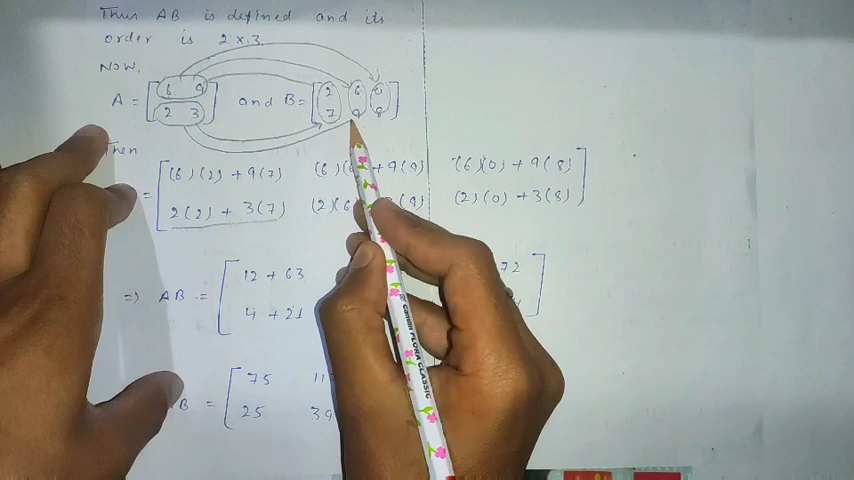 Thus AB is defined and its
order is 2 × 3
NOW,
A = [ 6 9 ] and B = [ 2 6 0 ]
2 3 7 9 8
Then
= [ (6)(2) + 9(7) (6)( + 9(9) (6)(0) + 9(8) ]
2(2) + 3(7) (2)(6 (9) (2)(0) + 3(8)
=) AB = [ 12 + 63 72 ]
4 + 21
B = [ 75 11
25 39
camlin FLORA CLASSIC